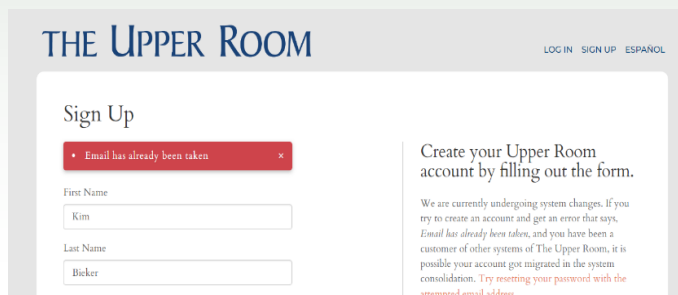 THE UPPER ROOM
LOG IN SIGN UP ESPAÑOL
Sign Up
• Email has already been taken ×
First Name
Kim
Last Name
Bieker
Create your Upper Room
account by filling out the form.
We are currently undergoing system changes. If you
try to create an account and get an error that says,
Email has already been taken, and you have been a
customer of other systems of The Upper Room, it is
possible your account got migrated in the system
consolidation. Try resetting your password with the
attempted email address